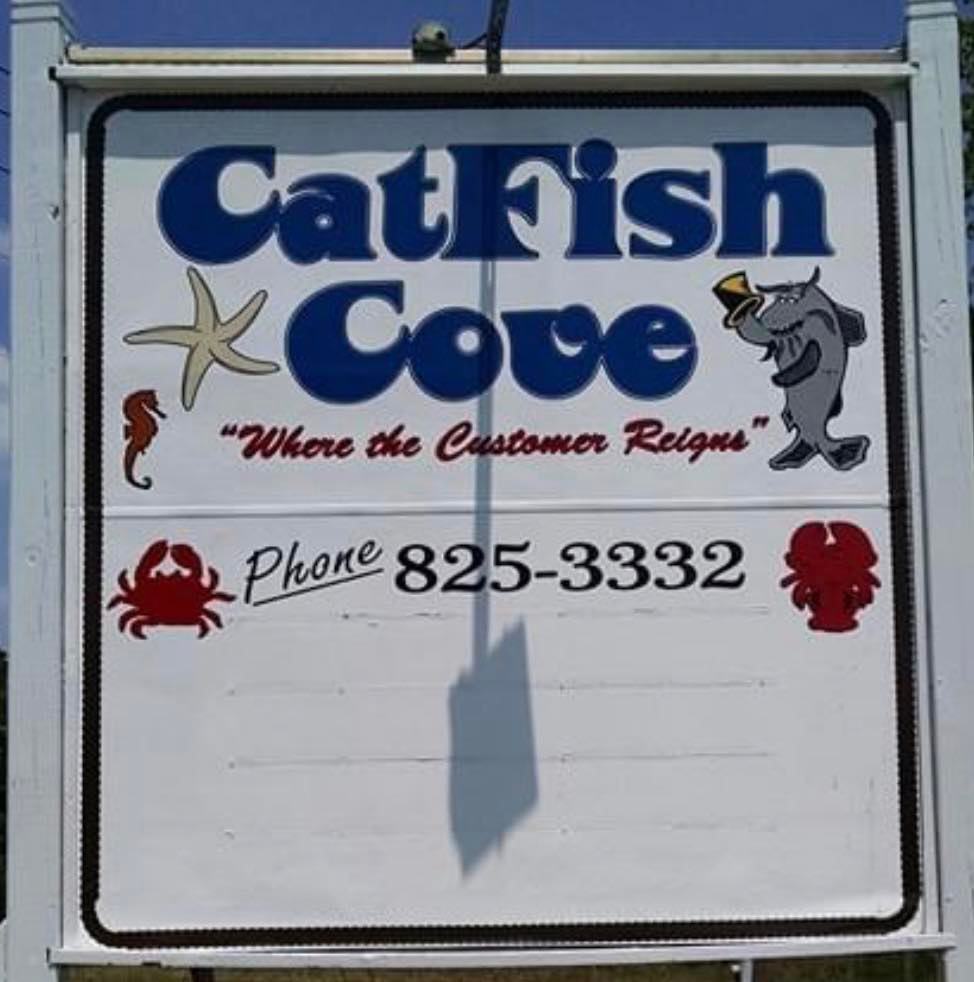 CatFish
Cove
"Where the Customer Reigns"
Phone 825-3332